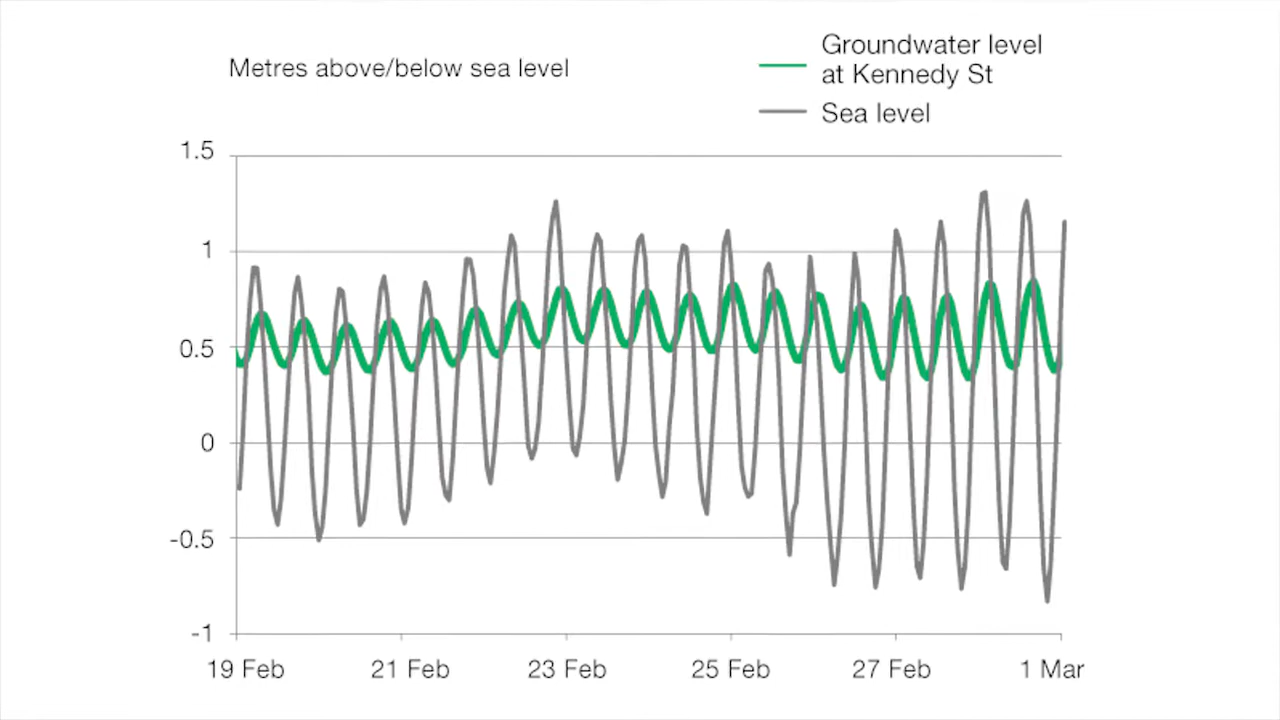 Metres above/below sea level
Groundwater level
at Kennedy St
Sea level
1.5
1
0.5
0
-0.5
-1
19 Feb
21 Feb
23 Feb
25 Feb
27 Feb
1 Mar